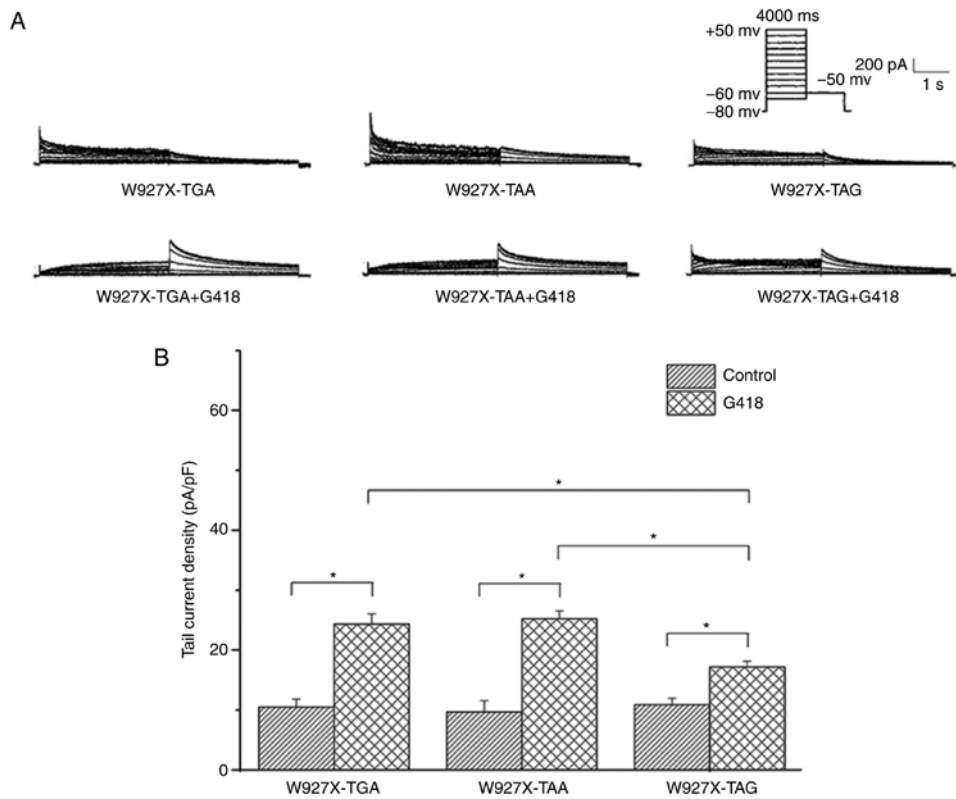 A
4000 ms
+50 mv
200 pA
−50 mv
1 s
−60 mv
−80 mv
W927X-TGA
W927X-TAA
W927X-TAG
W927X-TGA+G418
W927X-TAA+G418
W927X-TAG+G418
B
Control
G418
60
40
20
0
Tail current density (pA/pF)
*
*
*
*
*
W927X-TGA
W927X-TAA
W927X-TAG